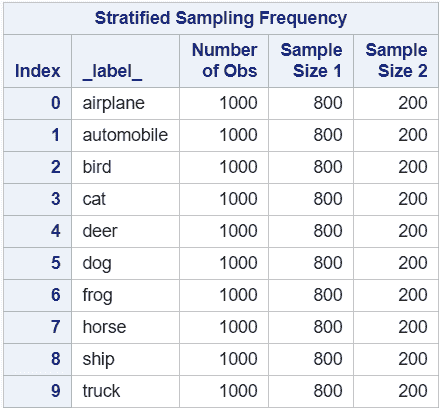 Stratified Sampling Frequency
Index _label_ Number of Obs Sample Size 1 Sample Size 2
0 airplane 1000 800 200
1 automobile 1000 800 200
2 bird 1000 800 200
3 cat 1000 800 200
4 deer 1000 800 200
5 dog 1000 800 200
6 frog 1000 800 200
7 horse 1000 800 200
8 ship 1000 800 200
9 truck 1000 800 200